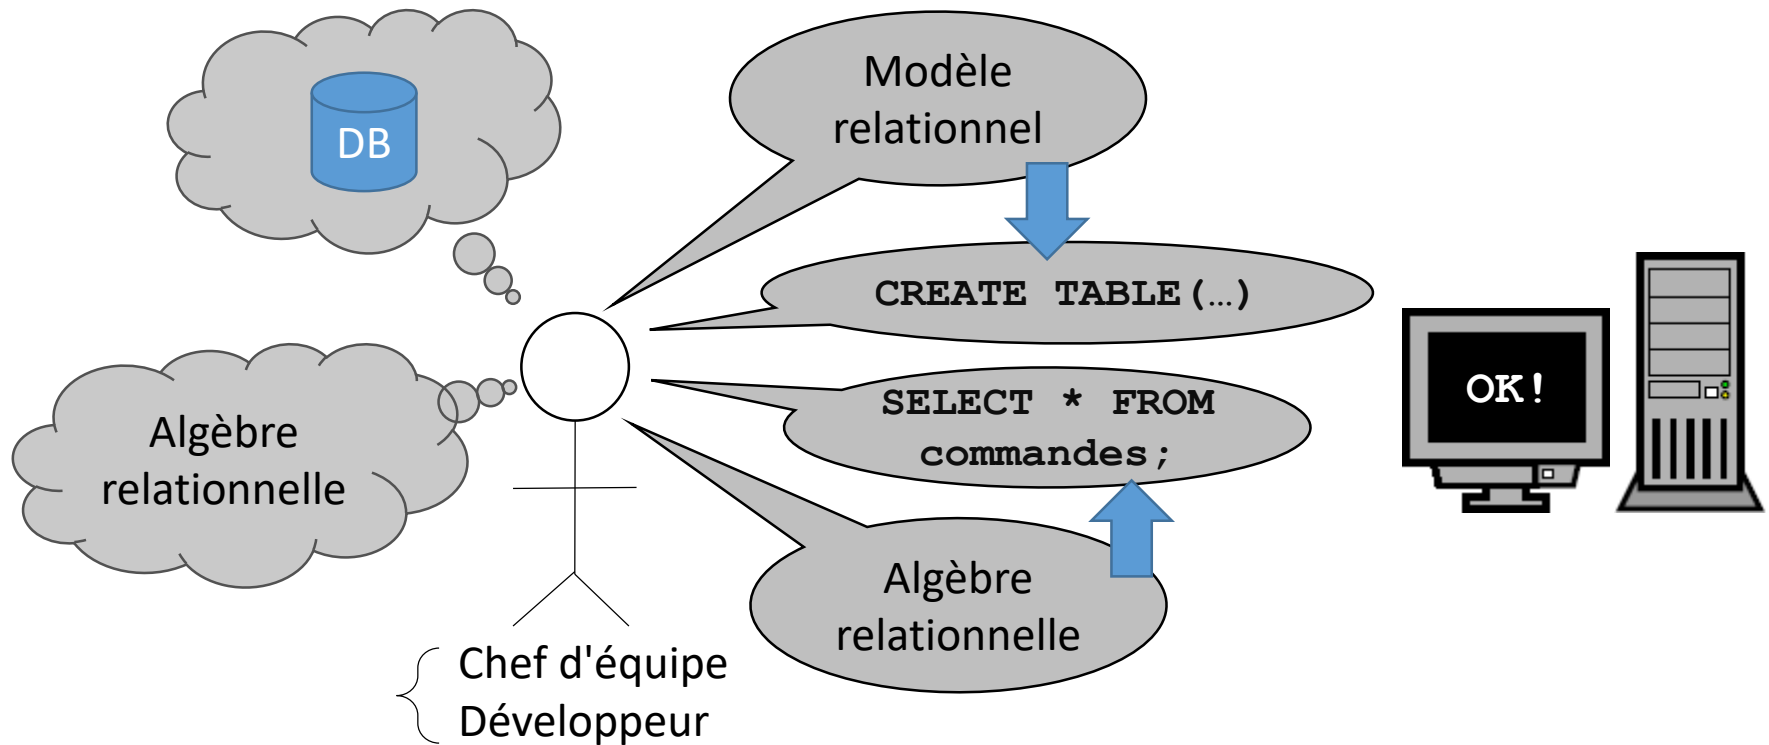 DB
Modèle
relationnel
CREATE TABLE(…)
SELECT * FROM
commandes;
OK!
Algèbre
relationnelle
Algèbre
relationnelle
Chef d'équipe
Développeur